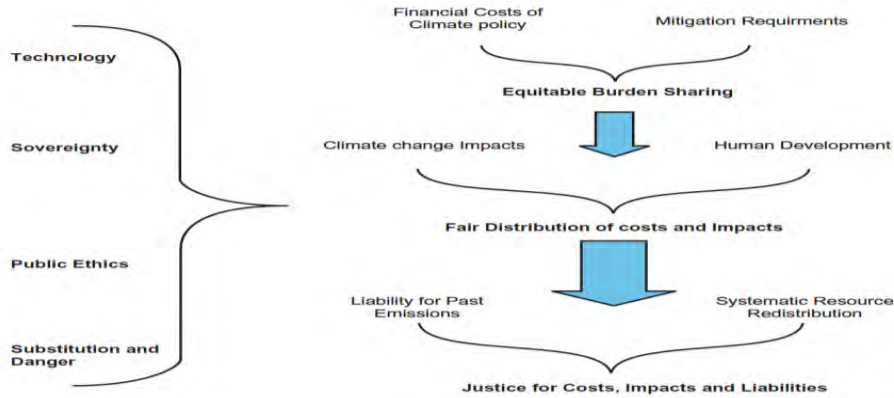 Technology
Sovereignty
Public Ethics
Substitution and
Danger
Financial Costs of
Climate policy
Mitigation Requirments
Equitable Burden Sharing
Climate change Impacts
Human Development
Fair Distribution of costs and Impacts
Liability for Past
Emissions
Systematic Resource
Redistribution
Justice for Costs, Impacts and Liabilities